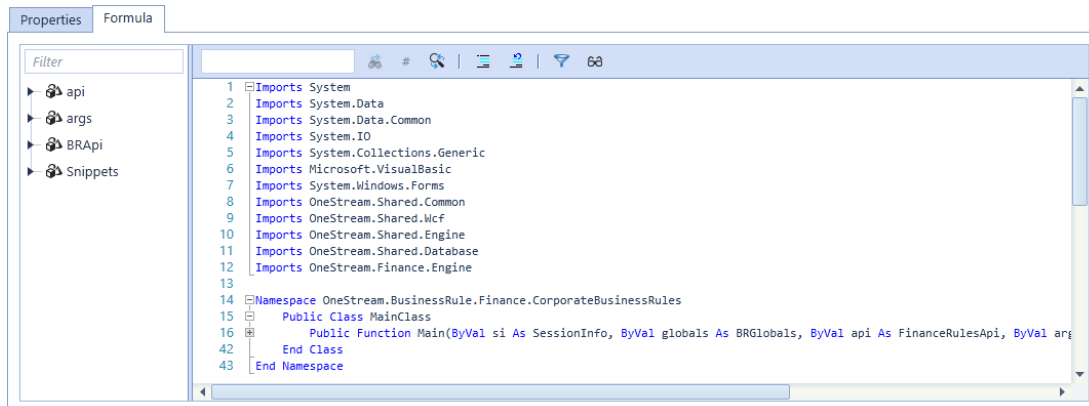 Properties Formula
Filter
api
args
BRApi
Snippets
#
1 Imports System
2 Imports System.Data
3 Imports System.Data.Common
4 Imports System.IO
5 Imports System.Collections.Generic
6 Imports Microsoft.VisualBasic
7 Imports System.Windows.Forms
8 Imports OneStream.Shared.Common
9 Imports OneStream.Shared.Wcf
10 Imports OneStream.Shared.Engine
11 Imports OneStream.Shared.Database
12 Imports OneStream.Finance.Engine
13
14 Namespace OneStream.BusinessRule.Finance.CorporateBusinessRules
15 Public Class MainClass
16 Public Function Main(ByVal si As SessionInfo, ByVal globals As BRGlobals, ByVal api As FinanceRulesApi, ByVal arg
42 End Class
43 End Namespace